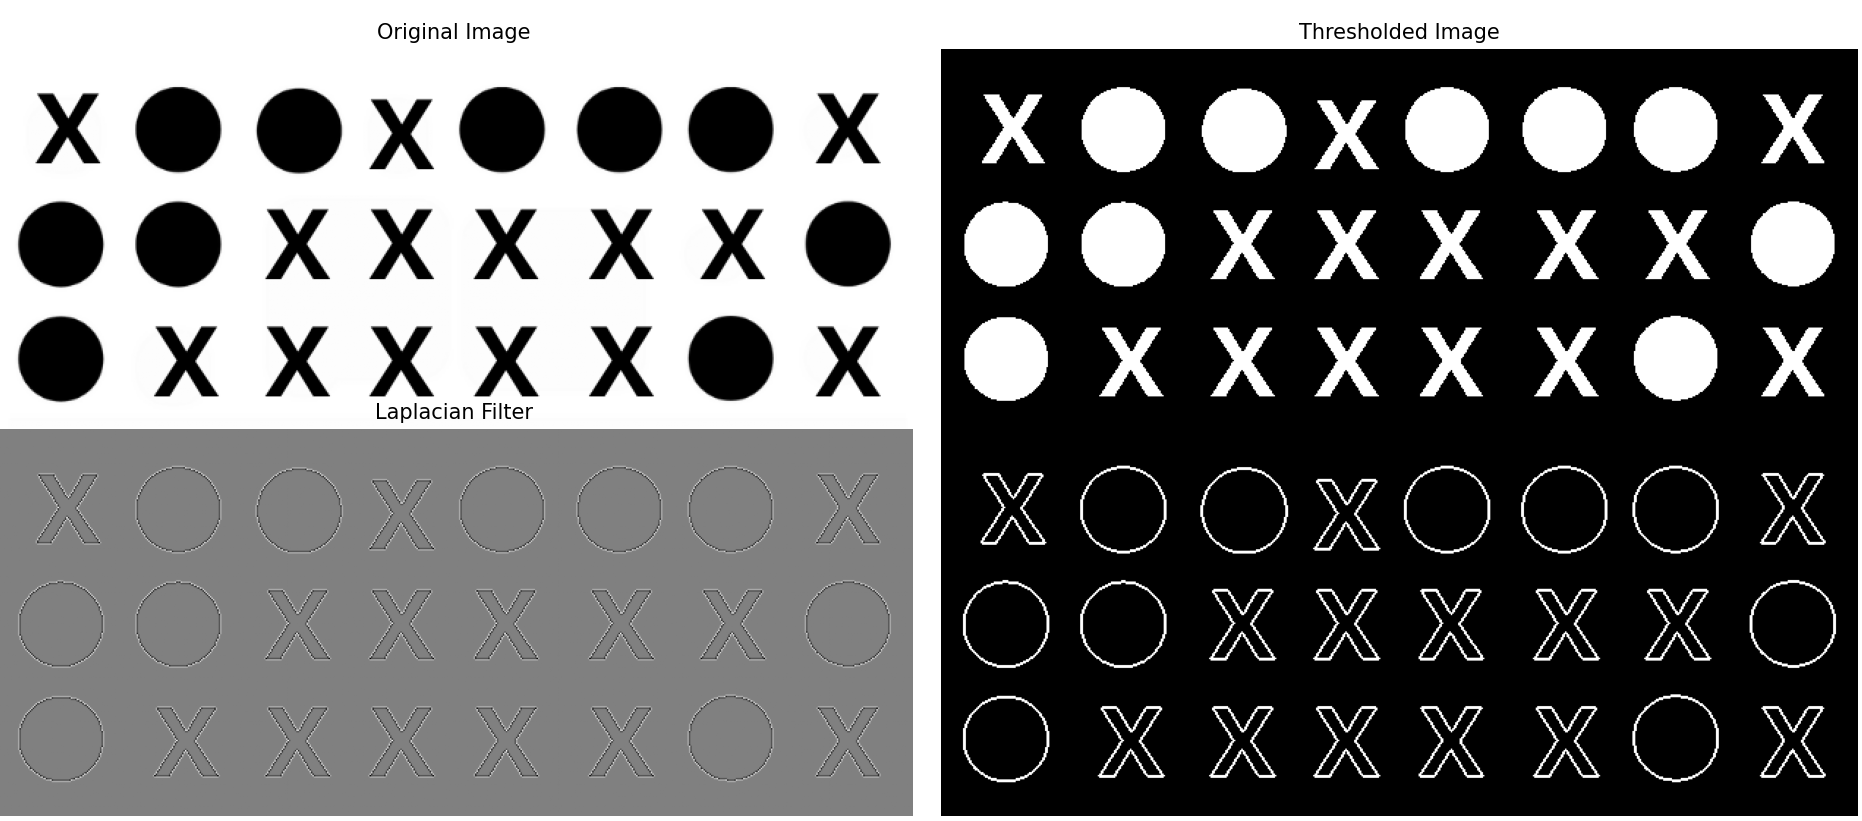 Original Image
Thresholded Image
X ● ● X ● ● ● X
● ● X X X X X ●
● X X X X X ● X
X ● ● X ● ● ● X
● ● X X X X X ●
● X X X X X ● X
Laplacian Filter
X O O X O O O X
O O X X X X X O
O X X X X X O X
X O O X O O O X
O O X X X X X O
O X X X X X O X